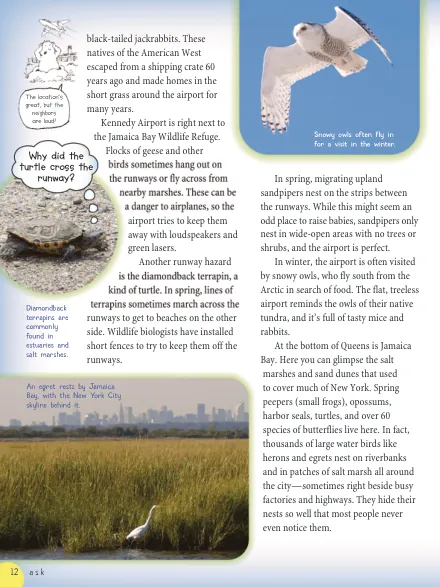 The location's
great, but the
neighbors
are loud!
Why did the
turtle cross the
runway?
Diamondback
terrapins are
commonly
found in
estuaries and
salt marshes.
black-tailed jackrabbits. These
natives of the American West
escaped from a shipping crate 60
years ago and made homes in the
short grass around the airport for
many years.
Kennedy Airport is right next to
the Jamaica Bay Wildlife Refuge.
Flocks of geese and other
birds sometimes hang out on
the runways or fly across from
nearby marshes. These can be
a danger to airplanes, so the
airport tries to keep them
away with loudspeakers and
green lasers.
Another runway hazard
is the diamondback terrapin, a
kind of turtle. In spring, lines of
terrapins sometimes march across the
runways to get to beaches on the other
side. Wildlife biologists have installed
short fences to try to keep them off the
runways.
An egret rests by Jamaica
Bay, with the New York City
skyline behind it.
Snowy owls often fly in
for a visit in the winter.
In spring, migrating upland
sandpipers nest on the strips between
the runways. While this might seem an
odd place to raise babies, sandpipers only
nest in wide-open areas with no trees or
shrubs, and the airport is perfect.
In winter, the airport is often visited
by snowy owls, who fly south from the
Arctic in search of food. The flat, treeless
airport reminds the owls of their native
tundra, and it's full of tasty mice and
rabbits.
At the bottom of Queens is Jamaica
Bay. Here you can glimpse the salt
marshes and sand dunes that used
to cover much of New York. Spring
peepers (small frogs), opossums,
harbor seals, turtles, and over 60
species of butterflies live here. In fact,
thousands of large water birds like
herons and egrets nest on riverbanks
and in patches of salt marsh all around
the city—sometimes right beside busy
factories and highways. They hide their
nests so well that most people never
even notice them.
12 ask